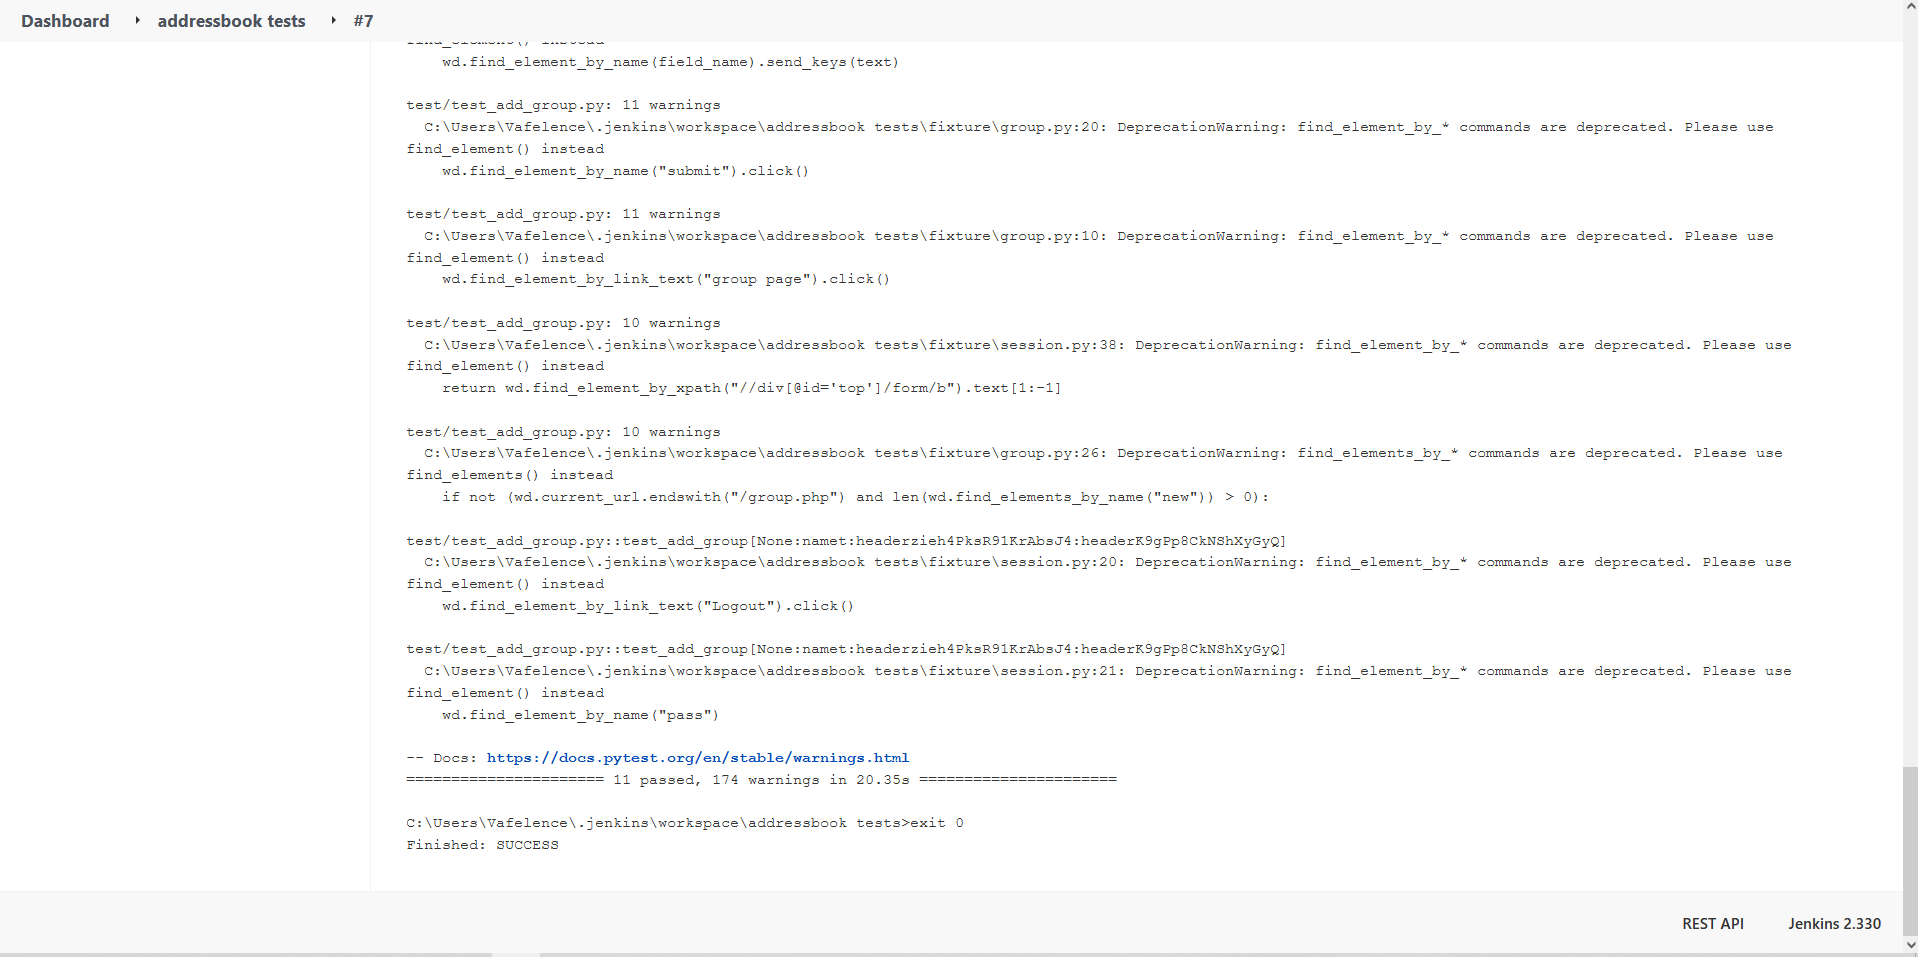 Dashboard ▸ addressbook tests ▸ #7
find_element() instead
wd.find_element_by_name(field_name).send_keys(text)
test/test_add_group.py: 11 warnings
C:\Users\Vafelence\.jenkins\workspace\addressbook tests\fixture\group.py:20: DeprecationWarning: find_element_by_* commands are deprecated. Please use
find_element() instead
wd.find_element_by_name("submit").click()
test/test_add_group.py: 11 warnings
C:\Users\Vafelence\.jenkins\workspace\addressbook tests\fixture\group.py:10: DeprecationWarning: find_element_by_* commands are deprecated. Please use
find_element() instead
wd.find_element_by_link_text("group page").click()
test/test_add_group.py: 10 warnings
C:\Users\Vafelence\.jenkins\workspace\addressbook tests\fixture\session.py:38: DeprecationWarning: find_element_by_* commands are deprecated. Please use
find_element() instead
return wd.find_element_by_xpath("//div[@id='top']/form/b").text[1:-1]
test/test_add_group.py: 10 warnings
C:\Users\Vafelence\.jenkins\workspace\addressbook tests\fixture\group.py:26: DeprecationWarning: find_elements_by_* commands are deprecated. Please use
find_elements() instead
if not (wd.current_url.endswith("/group.php") and len(wd.find_elements_by_name("new")) > 0):
test/test_add_group.py::test_add_group[None:namet:headerzieh4PksR91KrAbsJ4:headerK9gPp8CkNShXyGyQ]
C:\Users\Vafelence\.jenkins\workspace\addressbook tests\fixture\session.py:20: DeprecationWarning: find_element_by_* commands are deprecated. Please use
find_element() instead
wd.find_element_by_link_text("Logout").click()
test/test_add_group.py::test_add_group[None:namet:headerzieh4PksR91KrAbsJ4:headerK9gPp8CkNShXyGyQ]
C:\Users\Vafelence\.jenkins\workspace\addressbook tests\fixture\session.py:21: DeprecationWarning: find_element_by_* commands are deprecated. Please use
find_element() instead
wd.find_element_by_name("pass")
-- Docs: https://docs.pytest.org/en/stable/warnings.html
====================== 11 passed, 174 warnings in 20.35s ======================
C:\Users\Vafelence\.jenkins\workspace\addressbook tests>exit 0
Finished: SUCCESS
REST API Jenkins 2.330